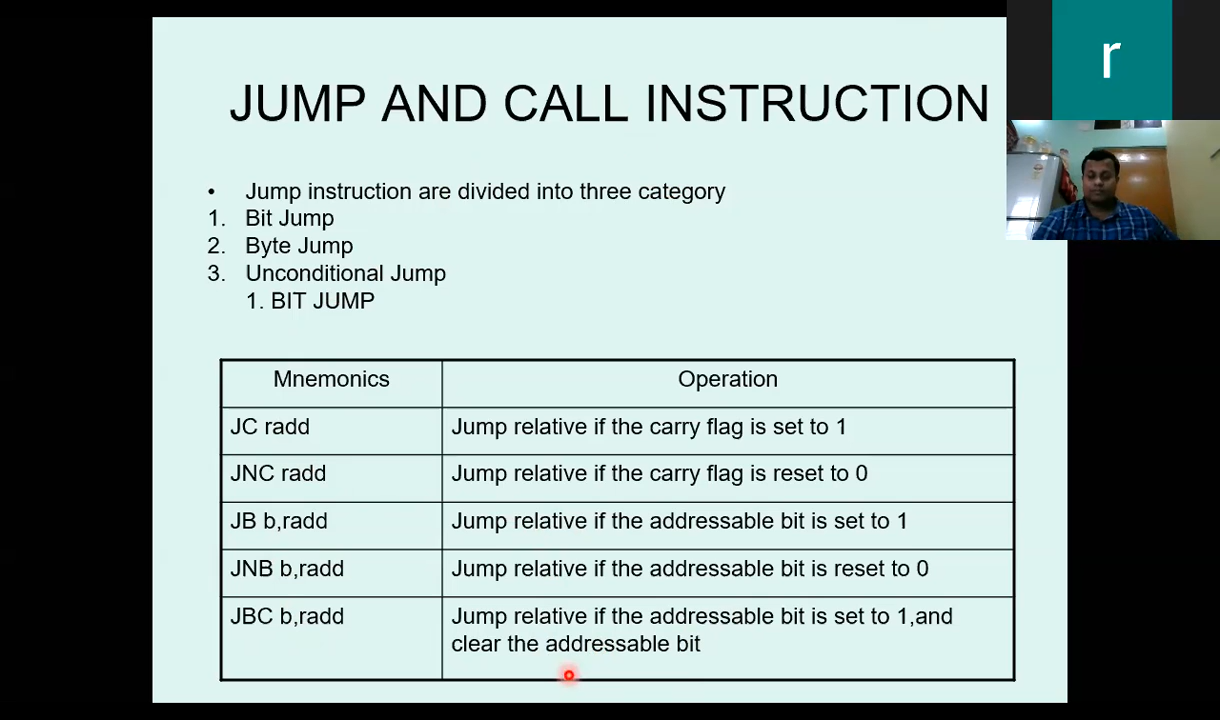 JUMP AND CALL INSTRUCTION
r
• Jump instruction are divided into three category
1. Bit Jump
2. Byte Jump
3. Unconditional Jump
1. BIT JUMP
Mnemonics Operation
JC radd Jump relative if the carry flag is set to 1
JNC radd Jump relative if the carry flag is reset to 0
JB b,radd Jump relative if the addressable bit is set to 1
JNB b,radd Jump relative if the addressable bit is reset to 0
JBC b,radd Jump relative if the addressable bit is set to 1,and
clear the addressable bit